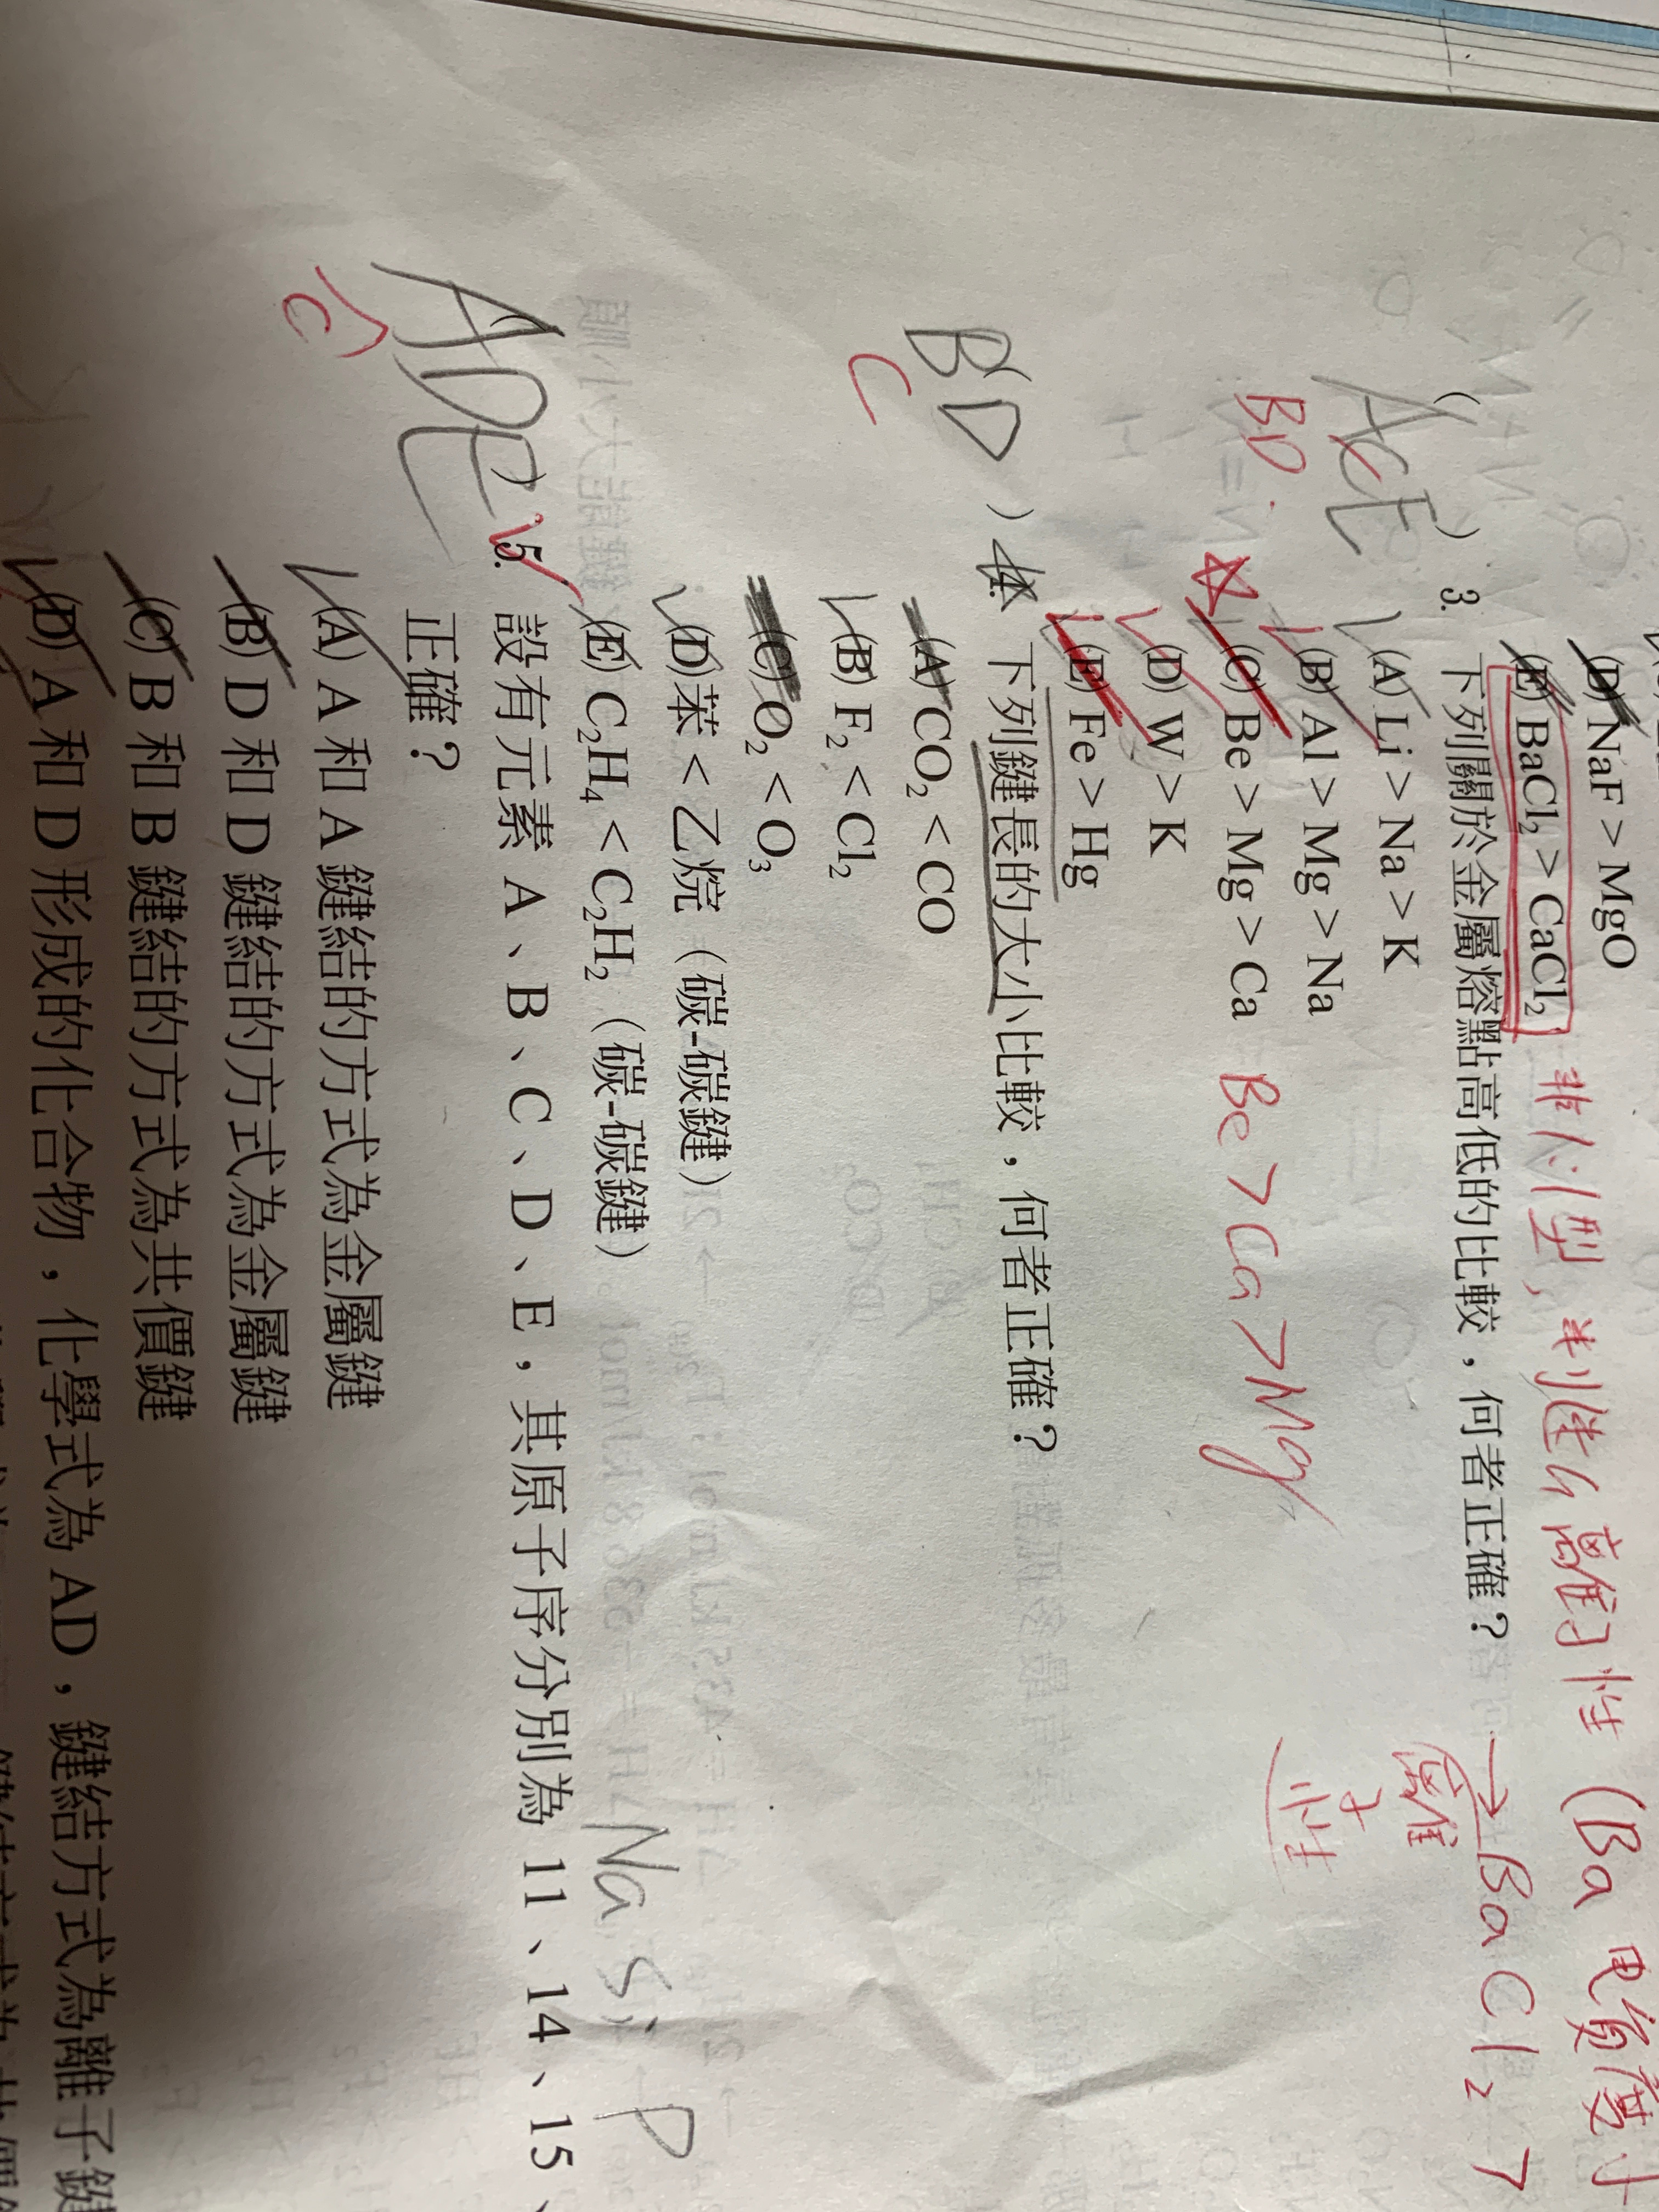 (D) NaF > MgO
(E) BaCl₂ > CaCl₂ 非人型,判斷離子性 (Ba 电負度小
→ BaCl₂ >
離子性
(ACE) 3. 下列關於金屬熔點高低的比較,何者正確?
BD
(A) Li > Na > K
(B) Al > Mg > Na
(C) Be > Mg > Ca Be > Ca > Mg
(D) W > K
(E) Fe > Hg
(BD) 4. 下列鍵長的大小比較,何者正確?
C
(A) CO₂ < CO
(B) F₂ < Cl₂
(C) O₂ < O₃
(D) 苯 < 乙烷(碳-碳鍵)
(E) C₂H₄ < C₂H₂(碳-碳鍵)
Na Si P
(ADE) 5. 設有元素 A、B、C、D、E,其原子序分別為 11、14、15、
C
正確?
(A) A 和 A 鍵結的方式為金屬鍵
(B) D 和 D 鍵結的方式為金屬鍵
(C) B 和 B 鍵結的方式為共價鍵
(D) A 和 D 形成的化合物,化學式為 AD,鍵結方式為離子鍵